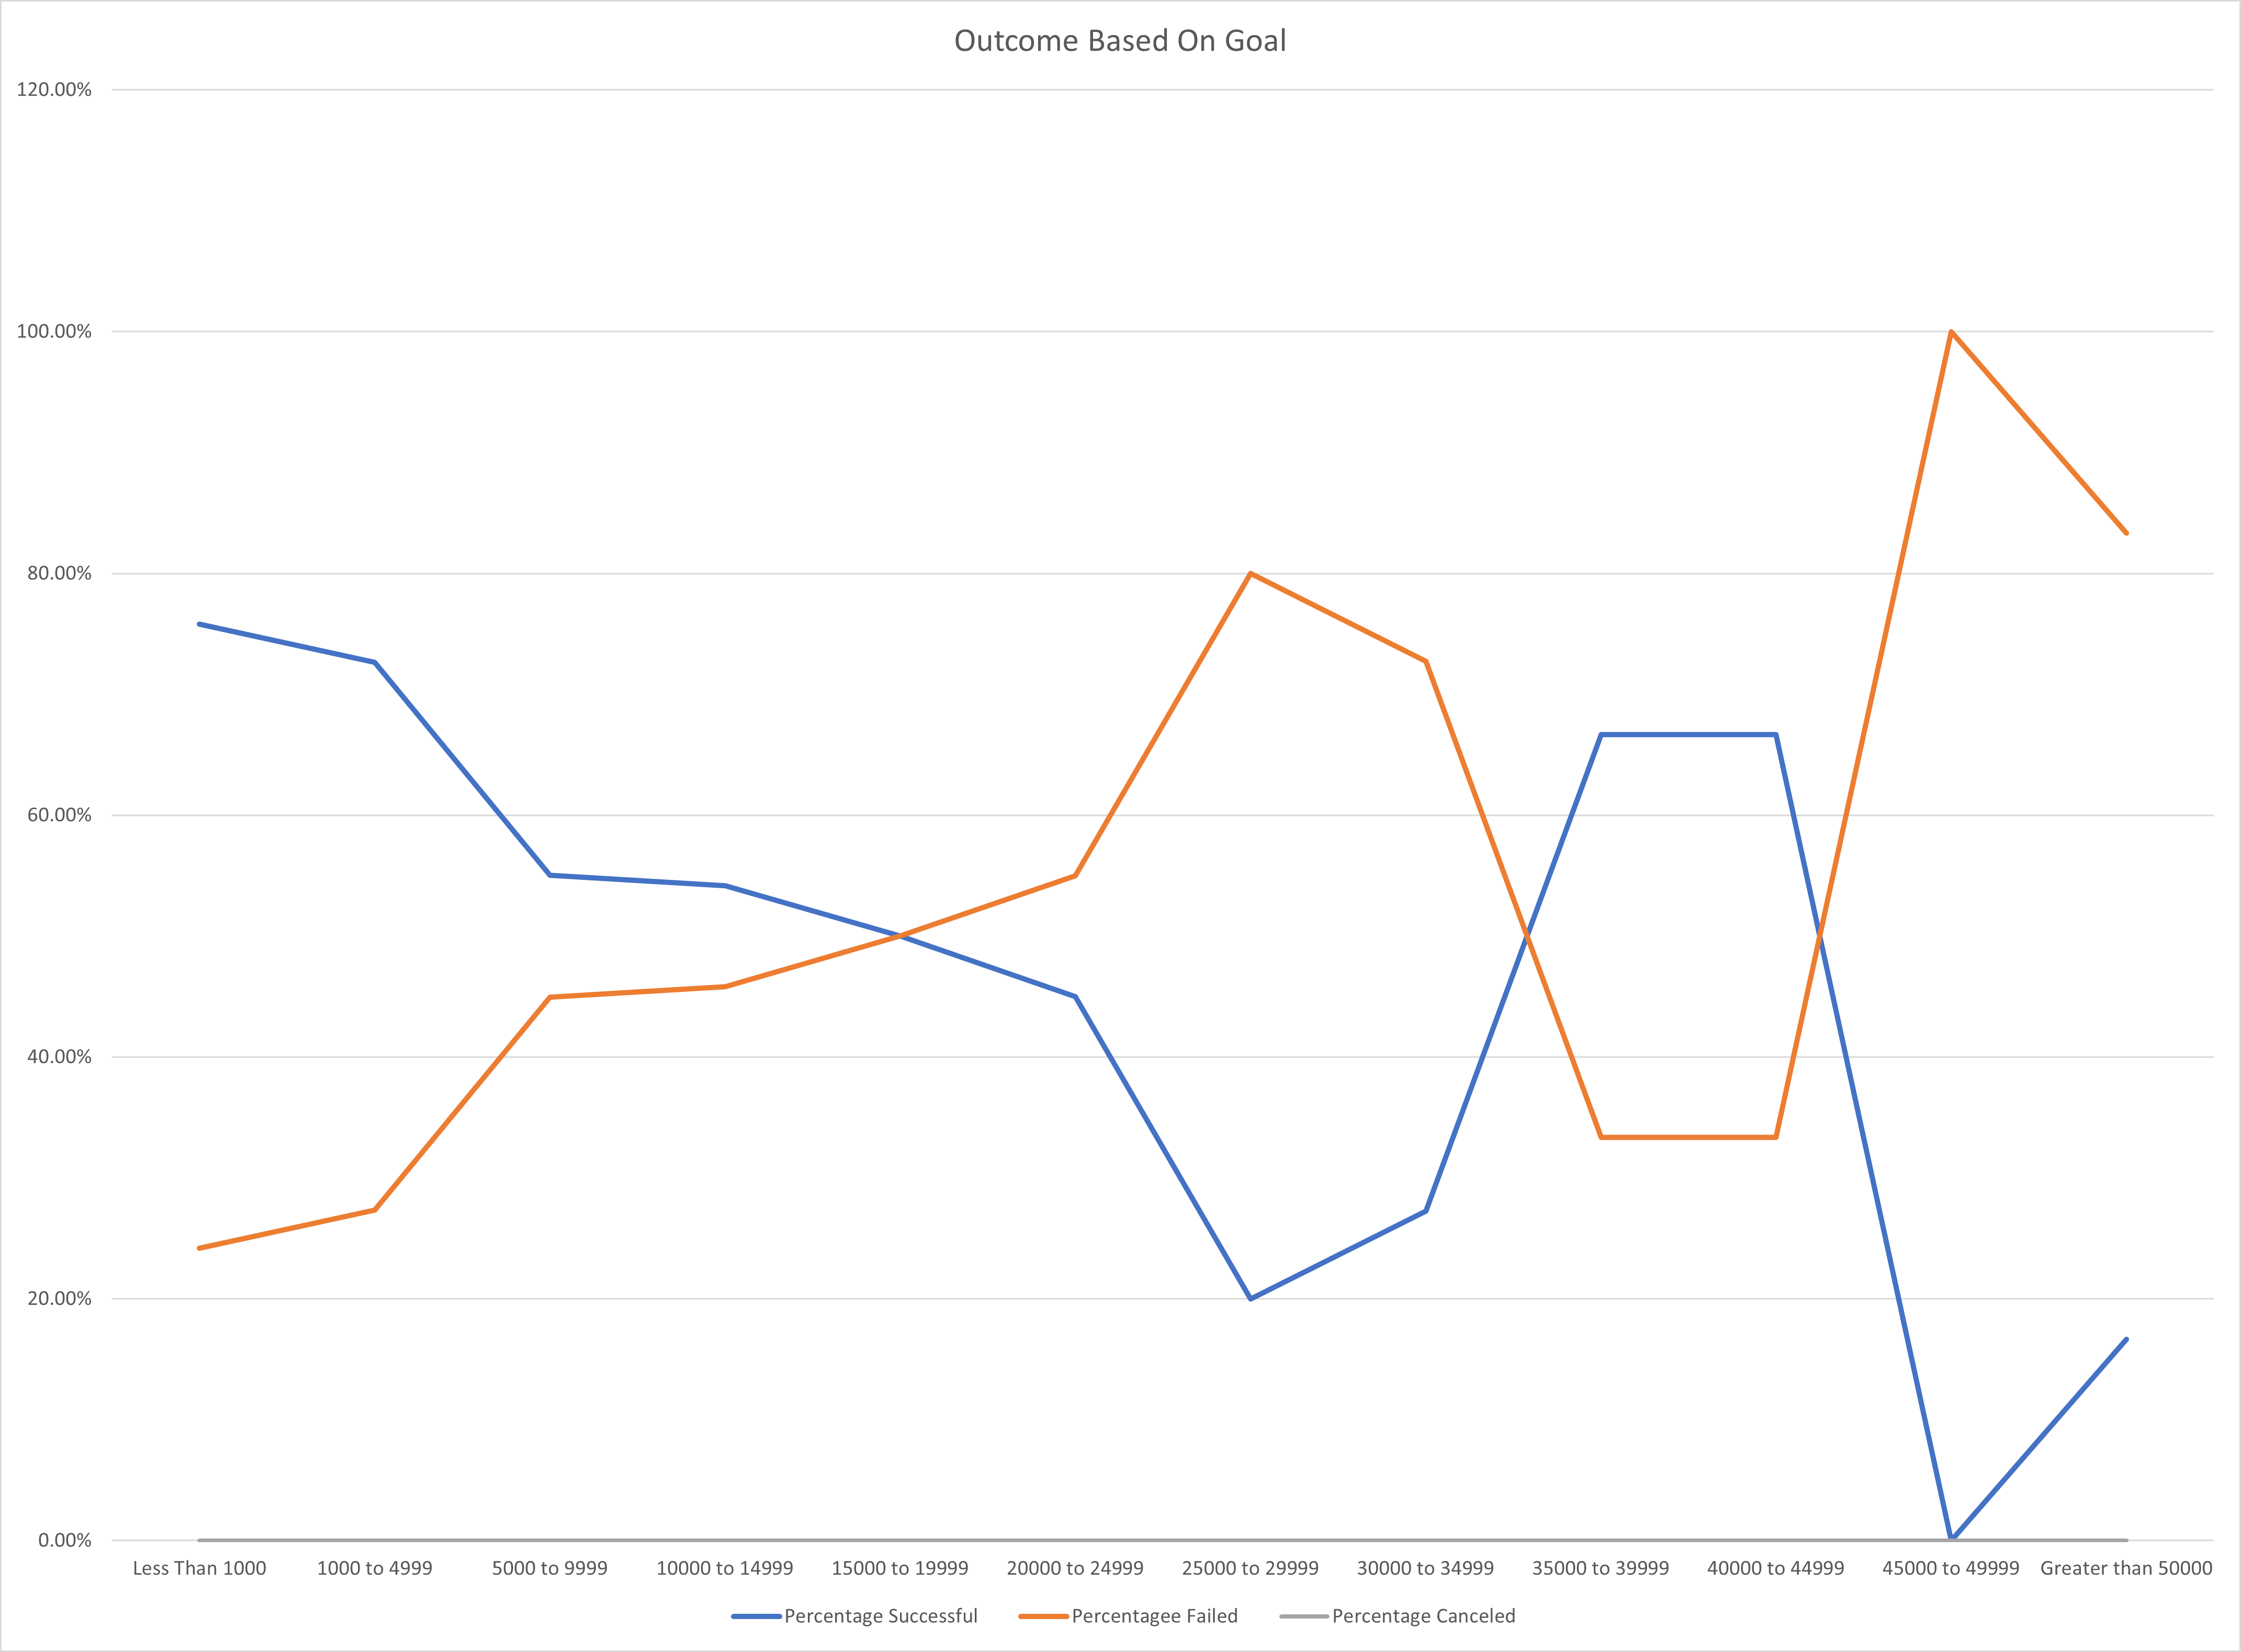 Outcome Based On Goal
120.00%
100.00%
80.00%
60.00%
40.00%
20.00%
0.00%
Less Than 1000 1000 to 4999 5000 to 9999 10000 to 14999 15000 to 19999 20000 to 24999 25000 to 29999 30000 to 34999 35000 to 39999 40000 to 44999 45000 to 49999 Greater than 50000
Percentage Successful Percentagee Failed Percentage Canceled